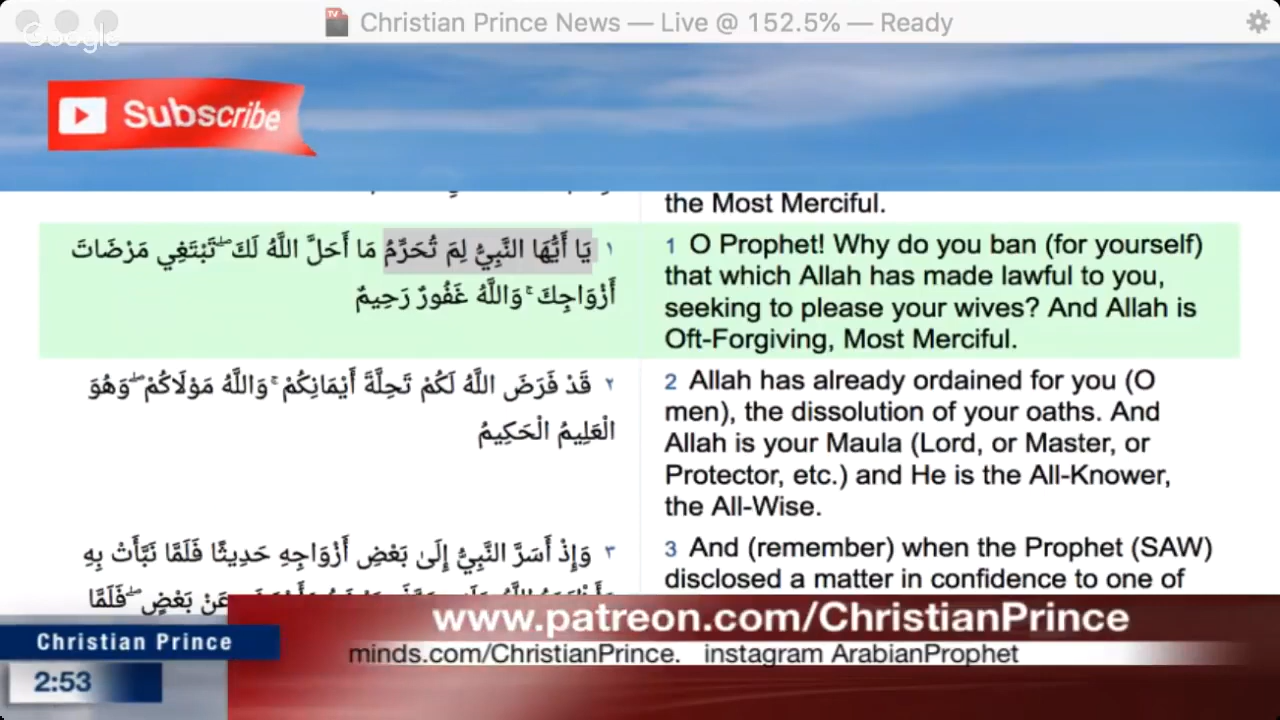 Christian Prince News — Live @ 152.5% — Ready
Google
Subscribe
the Most Merciful.
١ يَا أَيُّهَا النَّبِيُّ لِمَ تُحَرِّمُ مَا أَحَلَّ اللَّهُ لَكَ ۖ تَبْتَغِي مَرْضَاتَ
أَزْوَاجِكَ ۚ وَاللَّهُ غَفُورٌ رَحِيمٌ
1 O Prophet! Why do you ban (for yourself)
that which Allah has made lawful to you,
seeking to please your wives? And Allah is
Oft-Forgiving, Most Merciful.
٢ قَدْ فَرَضَ اللَّهُ لَكُمْ تَحِلَّةَ أَيْمَانِكُمْ ۚ وَاللَّهُ مَوْلَاكُمْ ۖ وَهُوَ
الْعَلِيمُ الْحَكِيمُ
2 Allah has already ordained for you (O
men), the dissolution of your oaths. And
Allah is your Maula (Lord, or Master, or
Protector, etc.) and He is the All-Knower,
the All-Wise.
٣ وَإِذْ أَسَرَّ النَّبِيُّ إِلَىٰ بَعْضِ أَزْوَاجِهِ حَدِيثًا فَلَمَّا نَبَّأَتْ بِهِ
عَنْ بَعْضٍ ۖ فَلَمَّا
3 And (remember) when the Prophet (SAW)
disclosed a matter in confidence to one of
www.patreon.com/ChristianPrince
minds.com/ChristianPrince. instagram ArabianProphet
Christian Prince
2:53